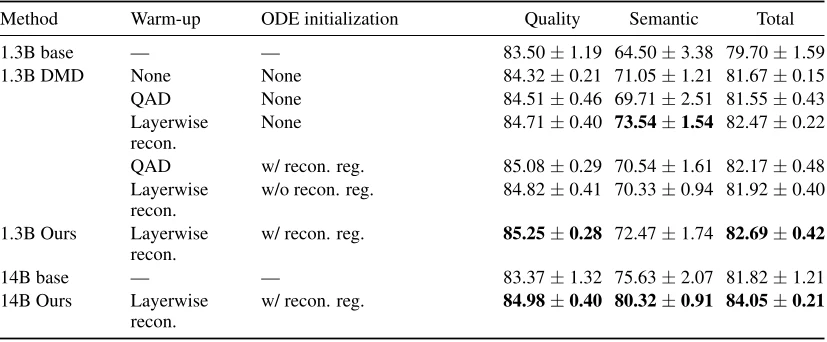 Method Warm-up ODE initialization Quality Semantic Total
1.3B base — — 83.50 ± 1.19 64.50 ± 3.38 79.70 ± 1.59
1.3B DMD None None 84.32 ± 0.21 71.05 ± 1.21 81.67 ± 0.15
QAD None 84.51 ± 0.46 69.71 ± 2.51 81.55 ± 0.43
Layerwise None 84.71 ± 0.40 73.54 ± 1.54 82.47 ± 0.22
recon.
QAD w/ recon. reg. 85.08 ± 0.29 70.54 ± 1.61 82.17 ± 0.48
Layerwise w/o recon. reg. 84.82 ± 0.41 70.33 ± 0.94 81.92 ± 0.40
recon.
1.3B Ours Layerwise w/ recon. reg. 85.25 ± 0.28 72.47 ± 1.74 82.69 ± 0.42
recon.
14B base — — 83.37 ± 1.32 75.63 ± 2.07 81.82 ± 1.21
14B Ours Layerwise w/ recon. reg. 84.98 ± 0.40 80.32 ± 0.91 84.05 ± 0.21
recon.